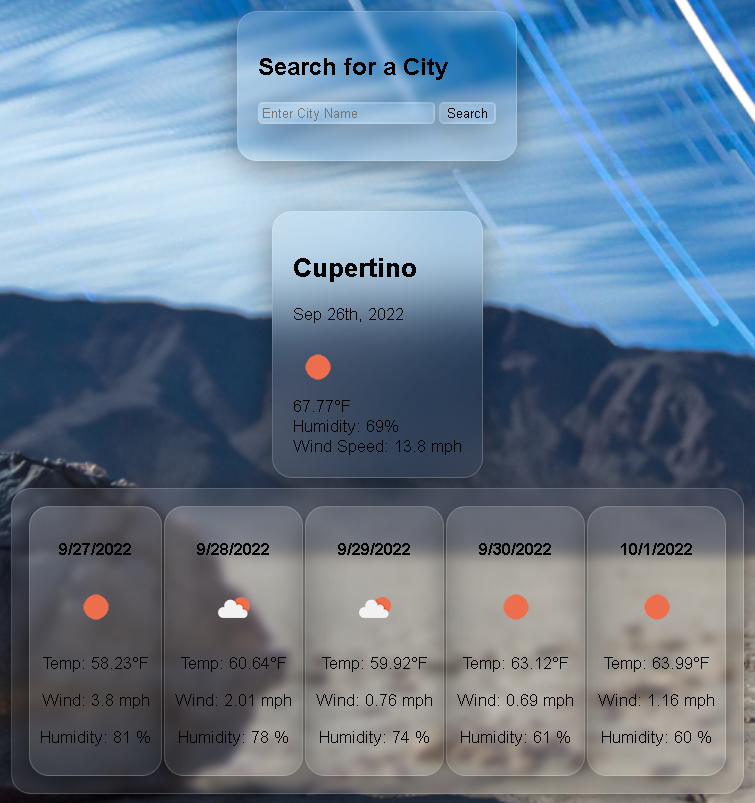 Search for a City
Enter City Name Search
Cupertino
Sep 26th, 2022
67.77°F
Humidity: 69%
Wind Speed: 13.8 mph
9/27/2022 9/28/2022 9/29/2022 9/30/2022 10/1/2022
Temp: 58.23°F Temp: 60.64°F Temp: 59.92°F Temp: 63.12°F Temp: 63.99°F
Wind: 3.8 mph Wind: 2.01 mph Wind: 0.76 mph Wind: 0.69 mph Wind: 1.16 mph
Humidity: 81 % Humidity: 78 % Humidity: 74 % Humidity: 61 % Humidity: 60 %